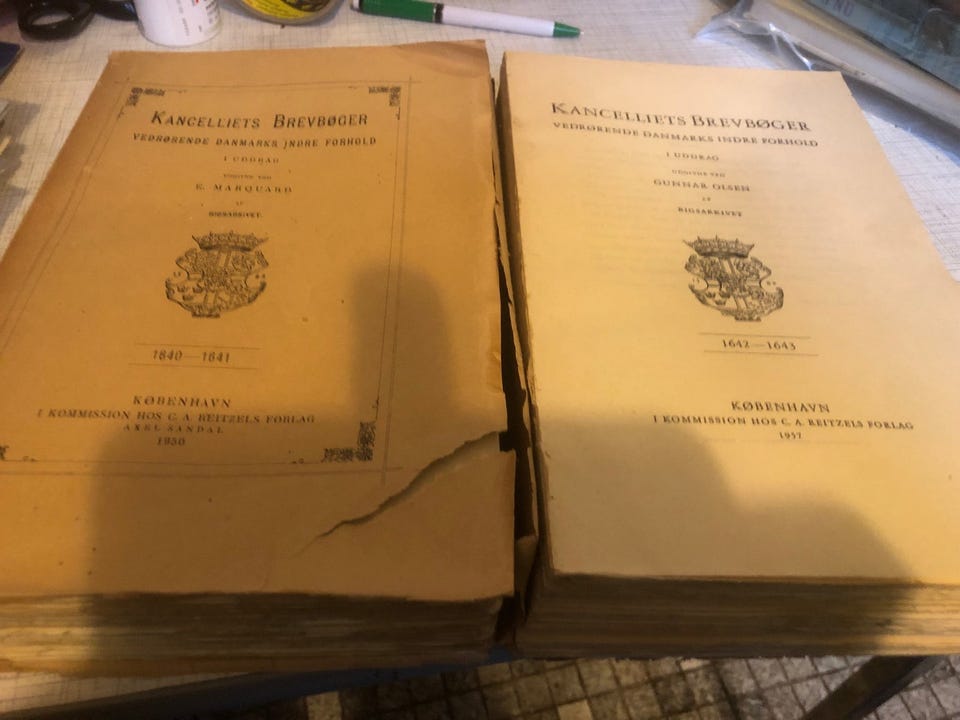 KANCELLIETS BREVBØGER
VEDRØRENDE DANMARKS INDRE FORHOLD
I UDDRAG
UDGIVNE VED
E. MARQUARD
AF
RIGSARKIVET
1640—1641
KØBENHAVN
I KOMMISSION HOS C. A. REITZELS FORLAG
AXEL SANDAL
1950
KANCELLIETS BREVBØGER
VEDRØRENDE DANMARKS INDRE FORHOLD
I UDDRAG
UDGIVNE VED
GUNNAR OLSEN
AF
RIGSARKIVET
1642—1643
KØBENHAVN
I KOMMISSION HOS C. A. REITZELS FORLAG
1957